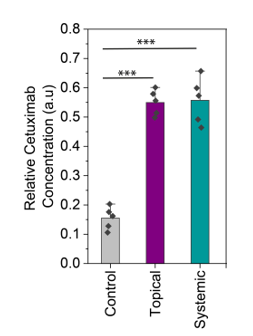 0.8
***
0.7
***
0.6
0.5
0.4
0.3
0.2
0.1
0.0
Relative Cetuximab
Concentration (a.u)
Control
Topical
Systemic